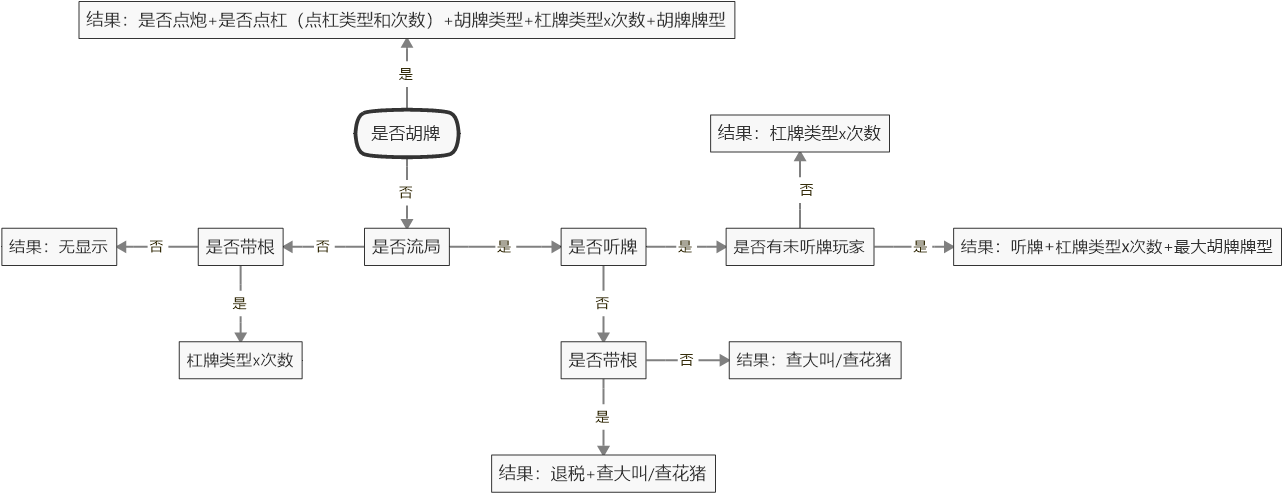 结果：是否点炮+是否点杠（点杠类型和次数）+胡牌类型+杠牌类型x次数+胡牌牌型
是
是否胡牌
结果：杠牌类型x次数
否
否
结果：无显示
否
是否带根
否
是否流局
是
是否听牌
是
是否有未听牌玩家
是
结果：听牌+杠牌类型x次数+最大胡牌牌型
是
否
杠牌类型x次数
是否带根
否
结果：查大叫/查花猪
是
结果：退税+查大叫/查花猪